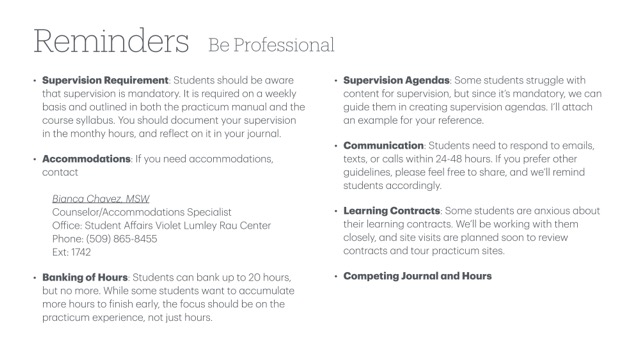 Reminders Be Professional
• Supervision Requirement: Students should be aware
that supervision is mandatory. It is required on a weekly
basis and outlined in both the practicum manual and the
course syllabus. You should document your supervision
in the monthy hours, and reflect on it in your journal.
• Accommodations: If you need accommodations,
contact
Bianca Chavez, MSW
Counselor/Accommodations Specialist
Office: Student Affairs Violet Lumley Rau Center
Phone: (509) 865-8455
Ext: 1742
• Banking of Hours: Students can bank up to 20 hours,
but no more. While some students want to accumulate
more hours to finish early, the focus should be on the
practicum experience, not just hours.
• Supervision Agendas: Some students struggle with
content for supervision, but since it's mandatory, we can
guide them in creating supervision agendas. I'll attach
an example for your reference.
• Communication: Students need to respond to emails,
texts, or calls within 24-48 hours. If you prefer other
guidelines, please feel free to share, and we'll remind
students accordingly.
• Learning Contracts: Some students are anxious about
their learning contracts. We'll be working with them
closely, and site visits are planned soon to review
contracts and tour practicum sites.
• Competing Journal and Hours